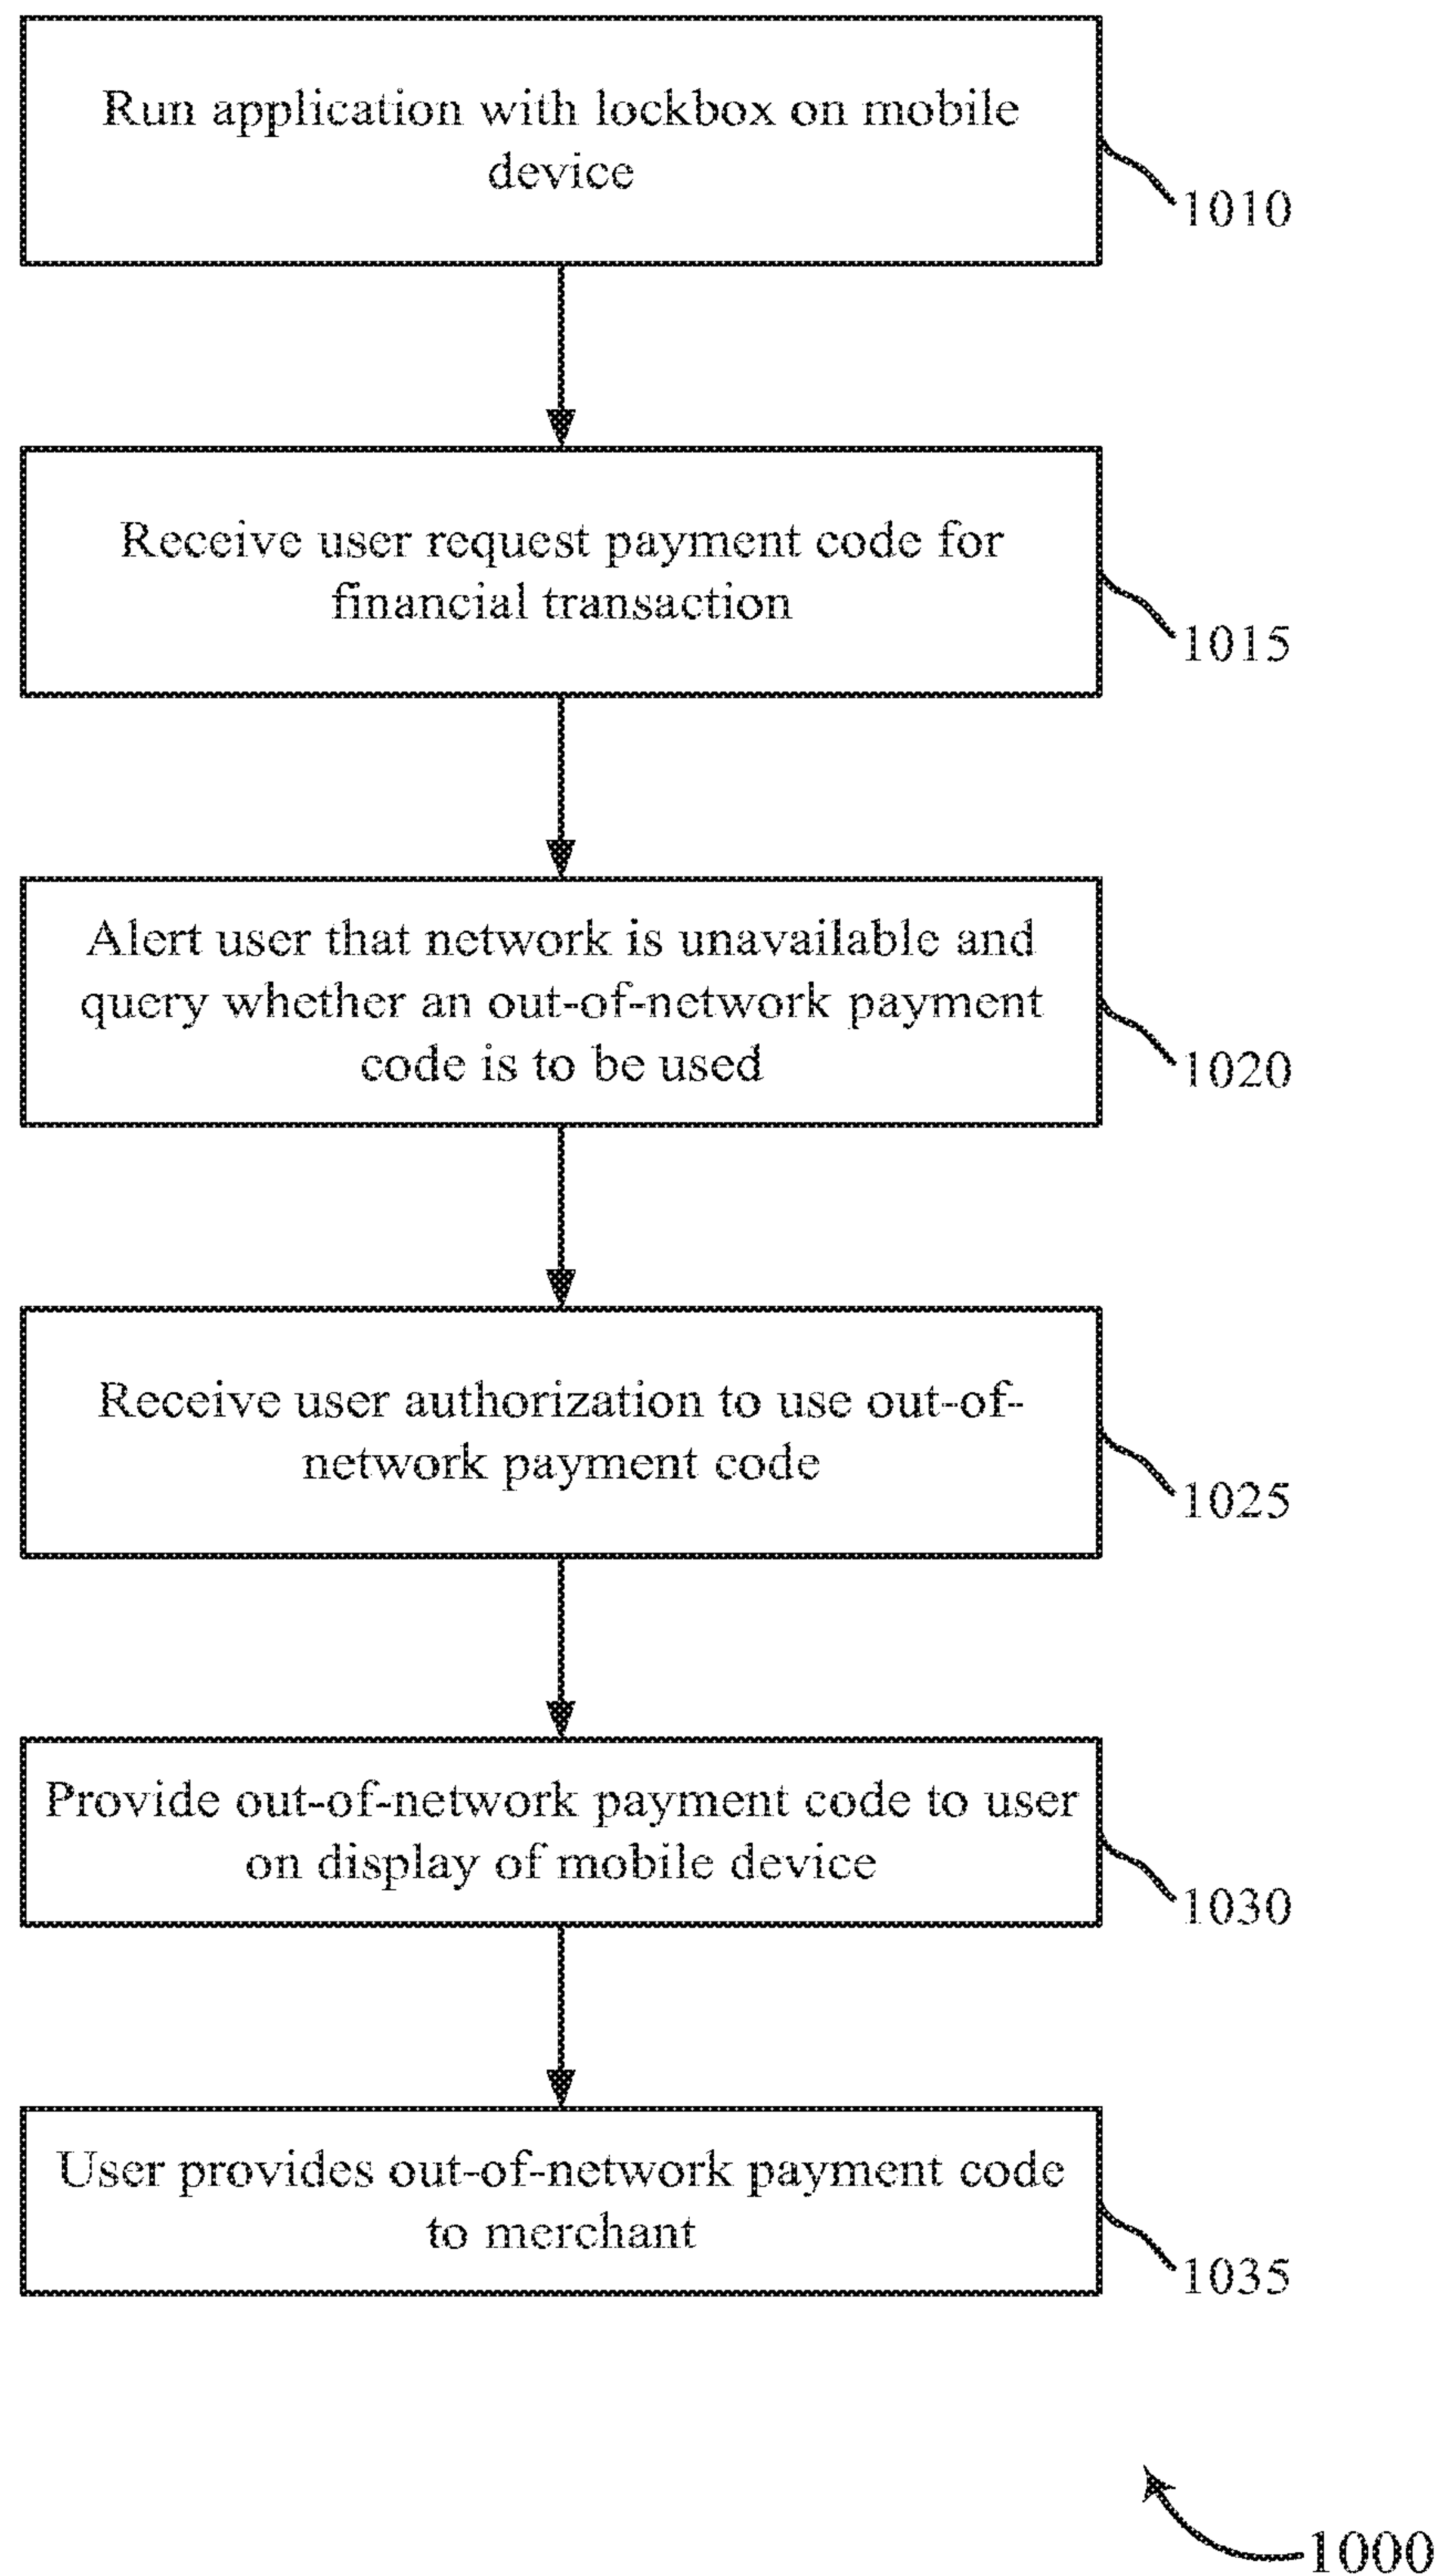 Run application with lockbox on mobile
device
1010
Receive user request payment code for
financial transaction
1015
Alert user that network is unavailable and
query whether an out-of-network payment
code is to be used
1020
Receive user authorization to use out-of-
network payment code
1025
Provide out-of-network payment code to user
on display of mobile device
1030
User provides out-of-network payment code
to merchant
1035
1000